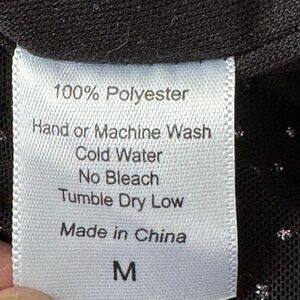 100% Polyester
Hand or Machine Wash
Cold Water
No Bleach
Tumble Dry Low
Made in China
M